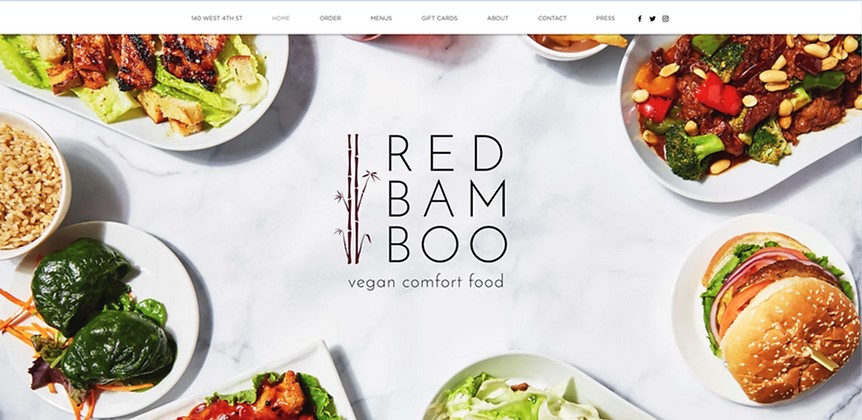 140 WEST 4TH ST HOME ORDER MENUS GIFT CARDS ABOUT CONTACT PRESS
RED
BAM
BOO
vegan comfort food